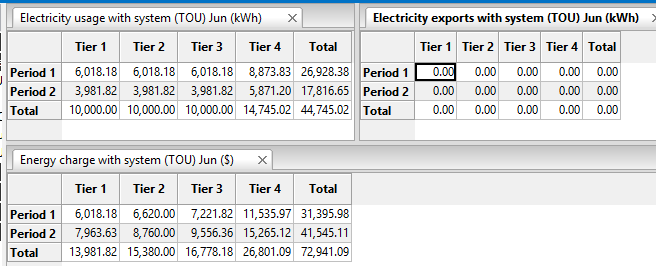 Electricity usage with system (TOU) Jun (kWh)
Tier 1 Tier 2 Tier 3 Tier 4 Total
Period 1 6,018.18 6,018.18 6,018.18 8,873.83 26,928.38
Period 2 3,981.82 3,981.82 3,981.82 5,871.20 17,816.65
Total 10,000.00 10,000.00 10,000.00 14,745.02 44,745.02
Electricity exports with system (TOU) Jun (kWh)
Tier 1 Tier 2 Tier 3 Tier 4 Total
Period 1 0.00 0.00 0.00 0.00 0.00
Period 2 0.00 0.00 0.00 0.00 0.00
Total 0.00 0.00 0.00 0.00 0.00
Energy charge with system (TOU) Jun ($)
Tier 1 Tier 2 Tier 3 Tier 4 Total
Period 1 6,018.18 6,620.00 7,221.82 11,535.97 31,395.98
Period 2 7,963.63 8,760.00 9,556.36 15,265.12 41,545.11
Total 13,981.82 15,380.00 16,778.18 26,801.09 72,941.09